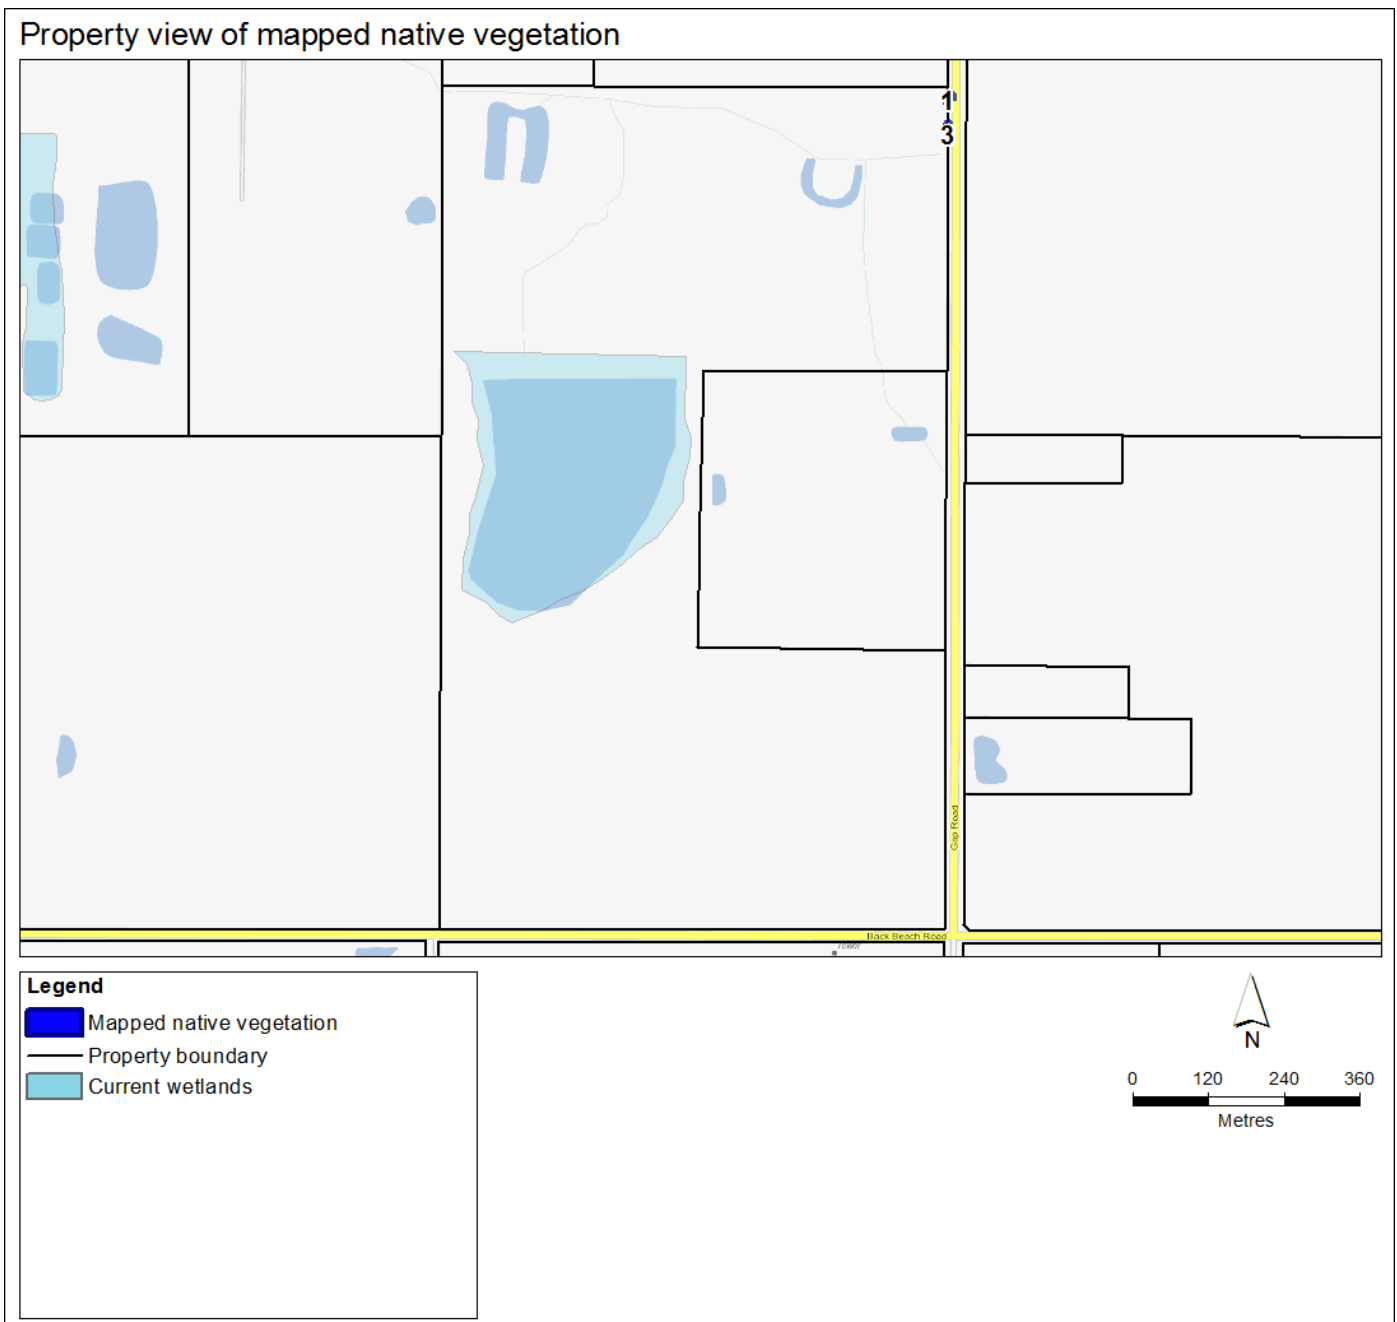 Property view of mapped native vegetation
1
3
Gap Road
Back Beach Road
Tower
Legend
Mapped native vegetation
Property boundary
Current wetlands
N
0 120 240 360
Metres